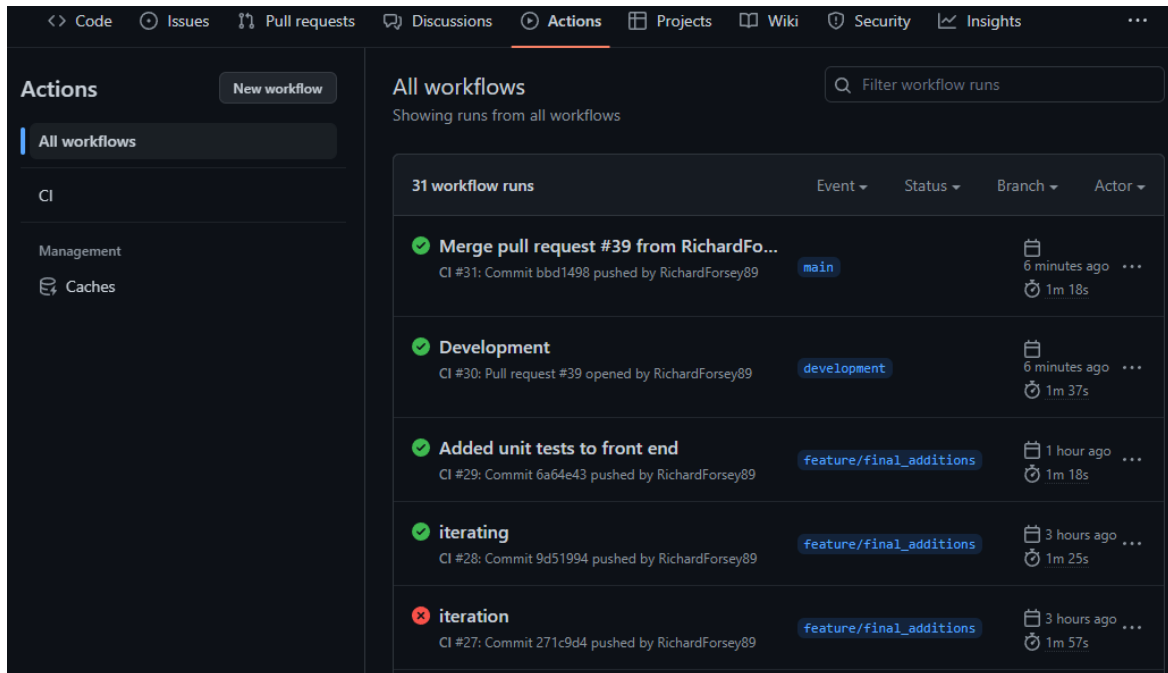 Code Issues Pull requests Discussions Actions Projects Wiki Security Insights ...
Actions
New workflow
All workflows
CI
Management
Caches
All workflows
Showing runs from all workflows
Filter workflow runs
31 workflow runs Event Status Branch Actor
Merge pull request #39 from RichardFo...
CI #31: Commit bbd1498 pushed by RichardForsey89
main
6 minutes ago ...
1m 18s
Development
CI #30: Pull request #39 opened by RichardForsey89
development
6 minutes ago ...
1m 37s
Added unit tests to front end
CI #29: Commit 6a64e43 pushed by RichardForsey89
feature/final_additions
1 hour ago ...
1m 18s
iterating
CI #28: Commit 9d51994 pushed by RichardForsey89
feature/final_additions
3 hours ago ...
1m 25s
iteration
CI #27: Commit 271c9d4 pushed by RichardForsey89
feature/final_additions
3 hours ago ...
1m 57s